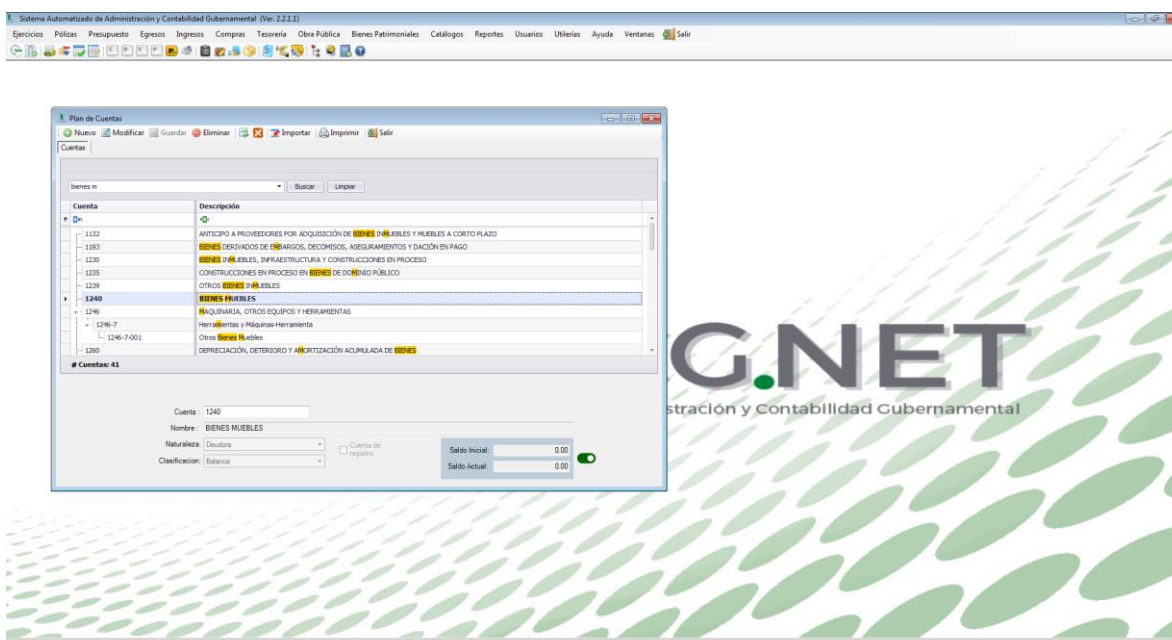 Sistema Automatizado de Administración y Contabilidad Gubernamental (Ver. 2.2.1.1)
Ejercicios Pólizas Presupuesto Egresos Ingresos Compras Tesorería Obra Pública Bienes Patrimoniales Catálogos Reportes Usuarios Utilerias Ayuda Ventanas Salir
Plan de Cuentas
Nuevo Modificar Guardar Eliminar Importar Imprimir Salir
Cuentas
bienes m Buscar Limpiar
Cuenta Descripción
1132 ANTICIPO A PROVEEDORES POR ADQUISICIÓN DE BIENES INMUEBLES Y MUEBLES A CORTO PLAZO
1193 BIENES DERIVADOS DE EMBARGOS, DECOMISOS, ASEGURAMIENTOS Y DACIÓN EN PAGO
1230 BIENES INMUEBLES, INFRAESTRUCTURA Y CONSTRUCCIONES EN PROCESO
1235 CONSTRUCCIONES EN PROCESO EN BIENES DE DOMINIO PÚBLICO
1239 OTROS BIENES INMUEBLES
1240 BIENES MUEBLES
1246 MAQUINARIA, OTROS EQUIPOS Y HERRAMIENTAS
1246-7 Herramientas y Máquinas-Herramienta
1246-7-001 Otros Bienes Muebles
1260 DEPRECIACIÓN, DETERIORO Y AMORTIZACIÓN ACUMULADA DE BIENES
# Cuentas: 41
G.NET
stración y Contabilidad Gubernamental
Cuenta : 1240
Nombre : BIENES MUEBLES
Naturaleza: Deudora Cuenta de registro
Clasificacion: Balance
Saldo Inicial: 0.00
Saldo Actual: 0.00